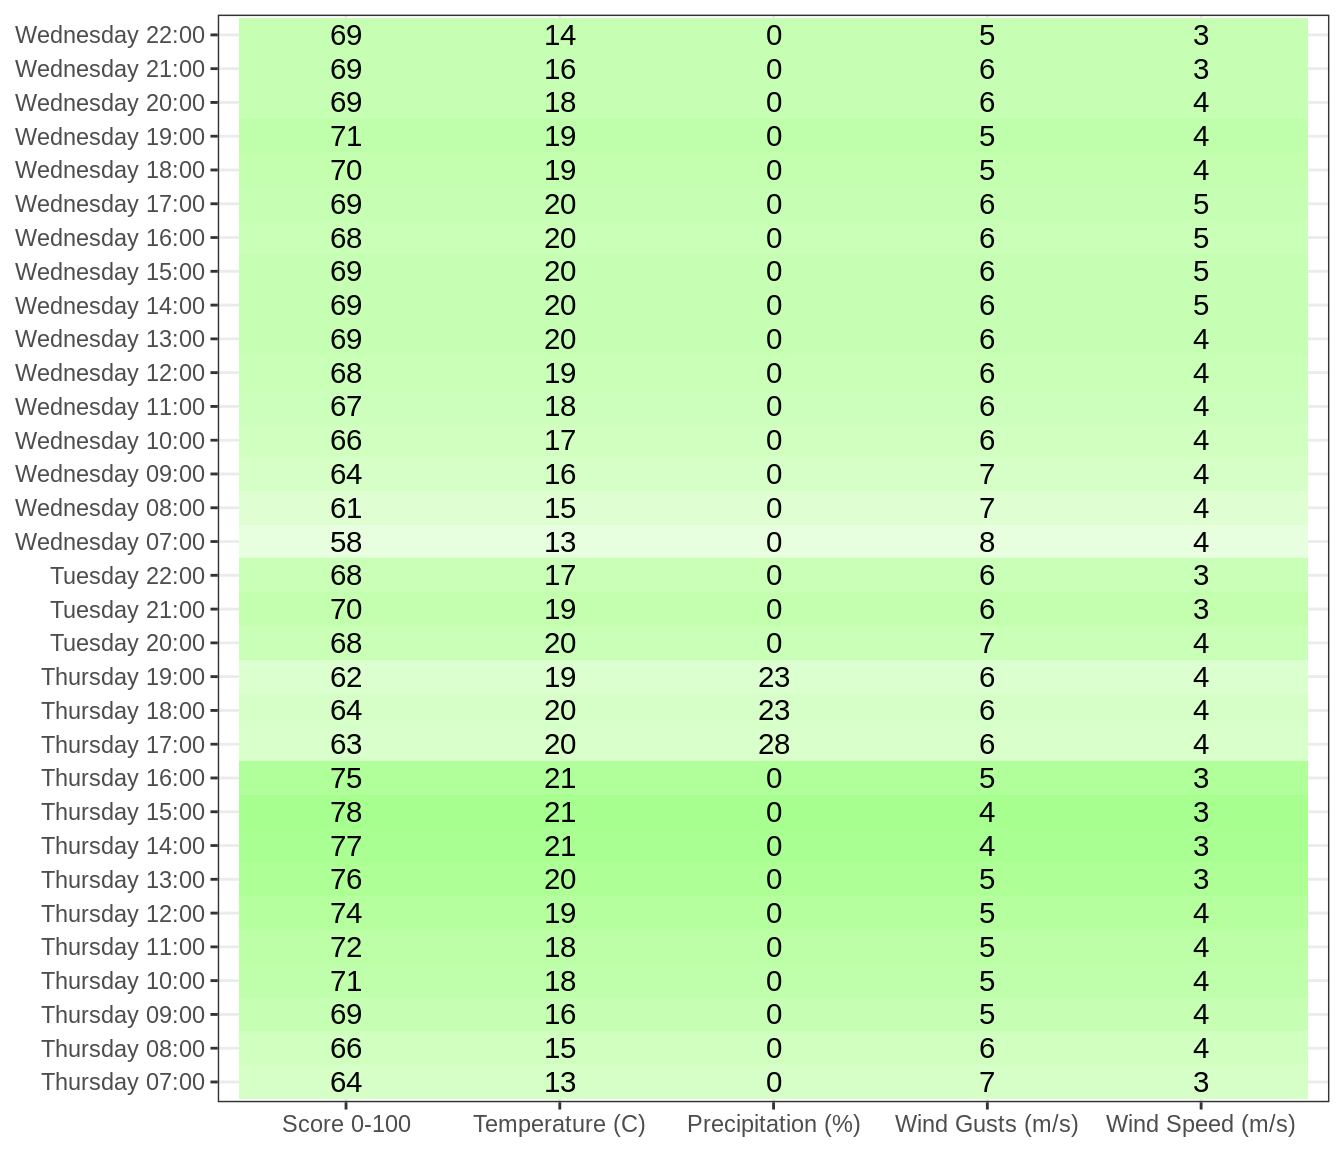 Wednesday 22:00 69 14 0 5 3
Wednesday 21:00 69 16 0 6 3
Wednesday 20:00 69 18 0 6 4
Wednesday 19:00 71 19 0 5 4
Wednesday 18:00 70 19 0 5 4
Wednesday 17:00 69 20 0 6 5
Wednesday 16:00 68 20 0 6 5
Wednesday 15:00 69 20 0 6 5
Wednesday 14:00 69 20 0 6 5
Wednesday 13:00 69 20 0 6 4
Wednesday 12:00 68 19 0 6 4
Wednesday 11:00 67 18 0 6 4
Wednesday 10:00 66 17 0 6 4
Wednesday 09:00 64 16 0 7 4
Wednesday 08:00 61 15 0 7 4
Wednesday 07:00 58 13 0 8 4
Tuesday 22:00 68 17 0 6 3
Tuesday 21:00 70 19 0 6 3
Tuesday 20:00 68 20 0 7 4
Thursday 19:00 62 19 23 6 4
Thursday 18:00 64 20 23 6 4
Thursday 17:00 63 20 28 6 4
Thursday 16:00 75 21 0 5 3
Thursday 15:00 78 21 0 4 3
Thursday 14:00 77 21 0 4 3
Thursday 13:00 76 20 0 5 3
Thursday 12:00 74 19 0 5 4
Thursday 11:00 72 18 0 5 4
Thursday 10:00 71 18 0 5 4
Thursday 09:00 69 16 0 5 4
Thursday 08:00 66 15 0 6 4
Thursday 07:00 64 13 0 7 3
Score 0-100 Temperature (C) Precipitation (%) Wind Gusts (m/s) Wind Speed (m/s)